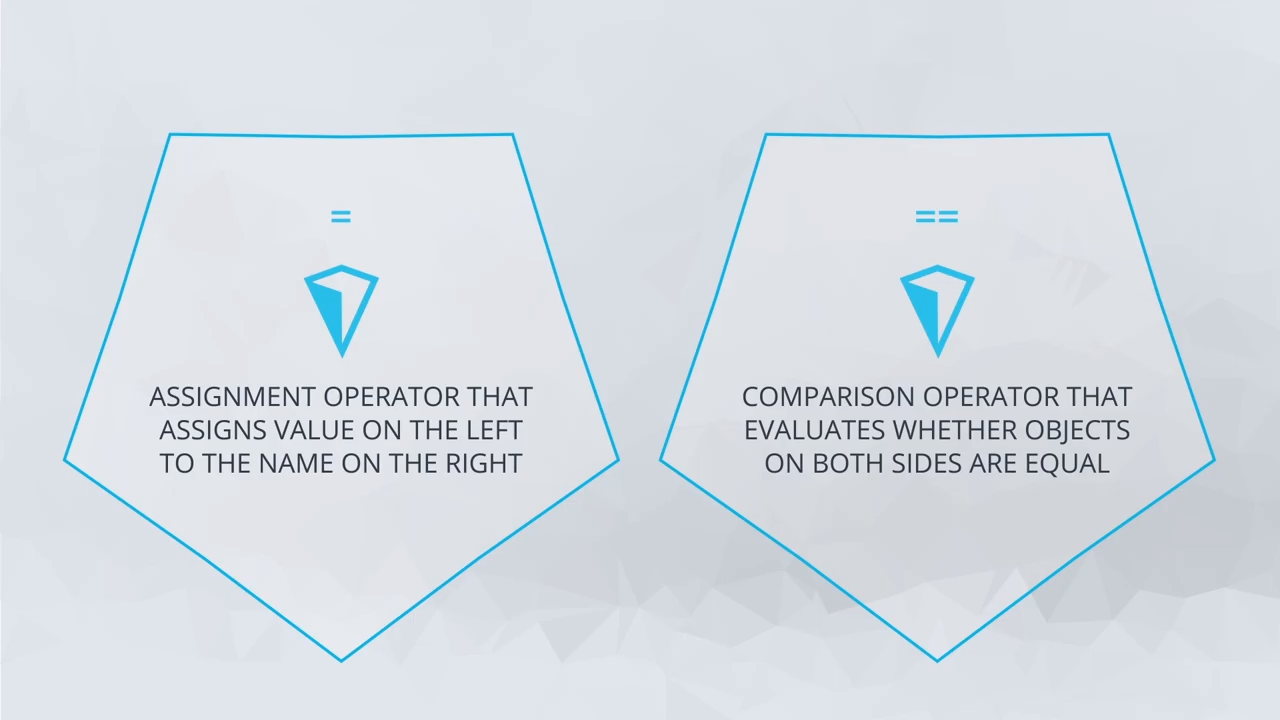 =
ASSIGNMENT OPERATOR THAT
ASSIGNS VALUE ON THE LEFT
TO THE NAME ON THE RIGHT
==
COMPARISON OPERATOR THAT
EVALUATES WHETHER OBJECTS
ON BOTH SIDES ARE EQUAL